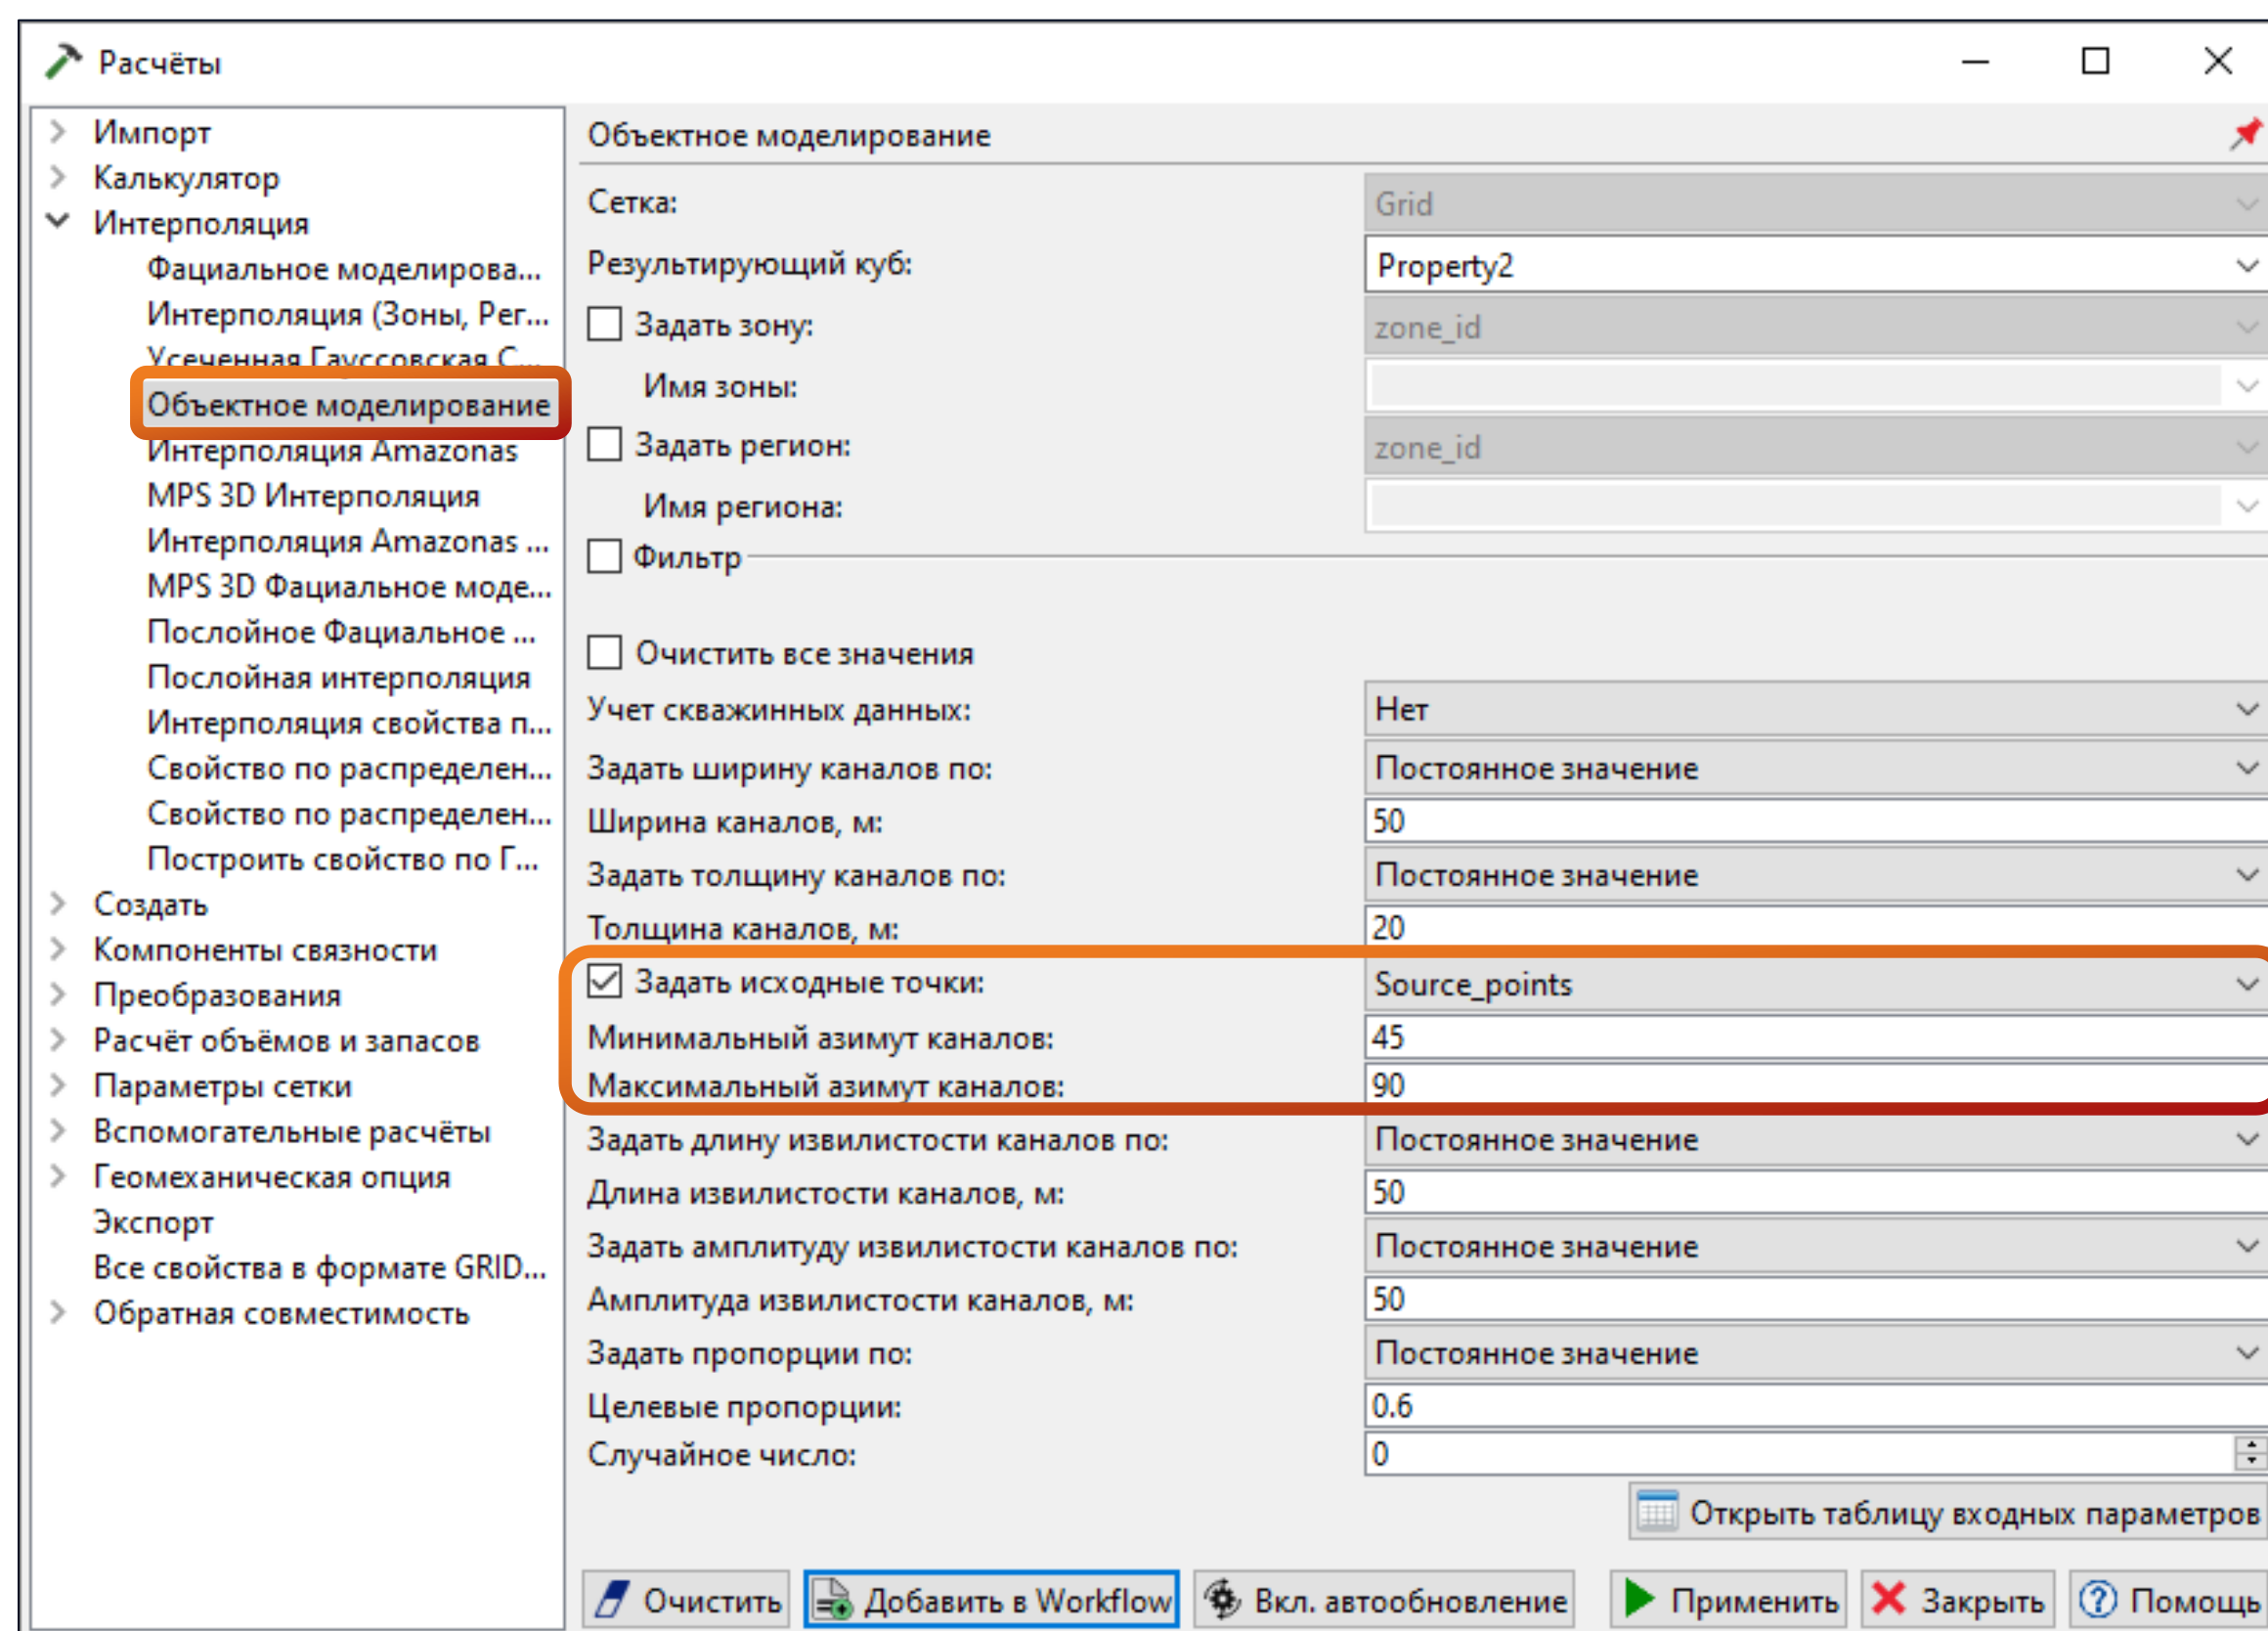 Расчёты
Импорт
Калькулятор
Интерполяция
Фациальное моделирова...
Интерполяция (Зоны, Рег...
Усеченная Гауссовская С...
Объектное моделирование
Интерполяция Amazonas
MPS 3D Интерполяция
Интерполяция Amazonas ...
MPS 3D Фациальное моде...
Послойное Фациальное ...
Послойная интерполяция
Интерполяция свойства п...
Свойство по распределен...
Свойство по распределен...
Построить свойство по Г...
Создать
Компоненты связности
Преобразования
Расчёт объёмов и запасов
Параметры сетки
Вспомогательные расчёты
Геомеханическая опция
Экспорт
Все свойства в формате GRID...
Обратная совместимость
Объектное моделирование
Сетка: Grid
Результирующий куб: Property2
Задать зону: zone_id
Имя зоны:
Задать регион: zone_id
Имя региона:
Фильтр
Очистить все значения
Учет скважинных данных: Нет
Задать ширину каналов по: Постоянное значение
Ширина каналов, м: 50
Задать толщину каналов по: Постоянное значение
Толщина каналов, м: 20
Задать исходные точки: Source_points
Минимальный азимут каналов: 45
Максимальный азимут каналов: 90
Задать длину извилистости каналов по: Постоянное значение
Длина извилистости каналов, м: 50
Задать амплитуду извилистости каналов по: Постоянное значение
Амплитуда извилистости каналов, м: 50
Задать пропорции по: Постоянное значение
Целевые пропорции: 0.6
Случайное число: 0
Открыть таблицу входных параметров
Очистить Добавить в Workflow Вкл. автообновление Применить Закрыть Помощь